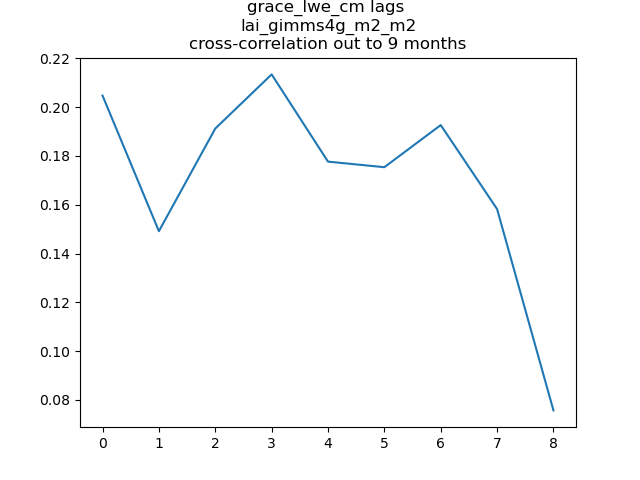 grace_lwe_cm lags
lai_gimms4g_m2_m2
cross-correlation out to 9 months
0.22
0.20
0.18
0.16
0.14
0.12
0.10
0.08
0 1 2 3 4 5 6 7 8